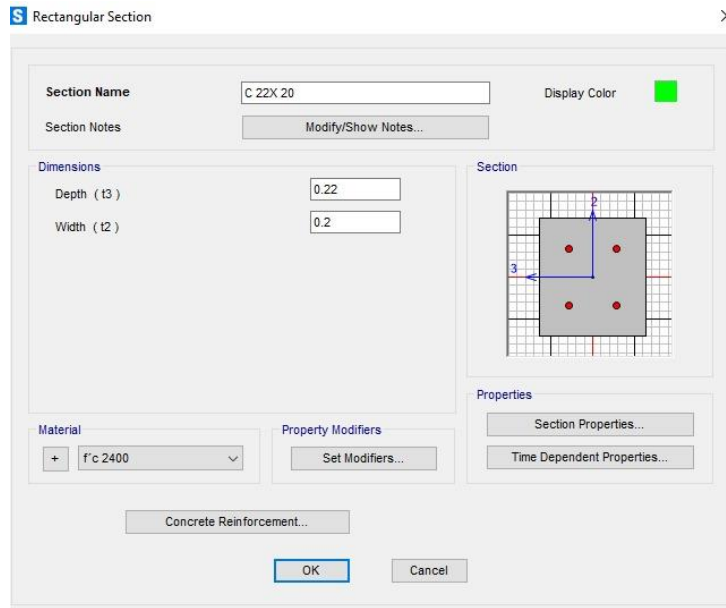 S Rectangular Section
Section Name
C 22X 20
Display Color
Section Notes
Modify/Show Notes...
Dimensions
Depth ( t3 )
0.22
Width ( t2 )
0.2
Section
2
3
Properties
Section Properties...
Time Dependent Properties...
Material
+
f´c 2400
Property Modifiers
Set Modifiers...
Concrete Reinforcement...
OK
Cancel